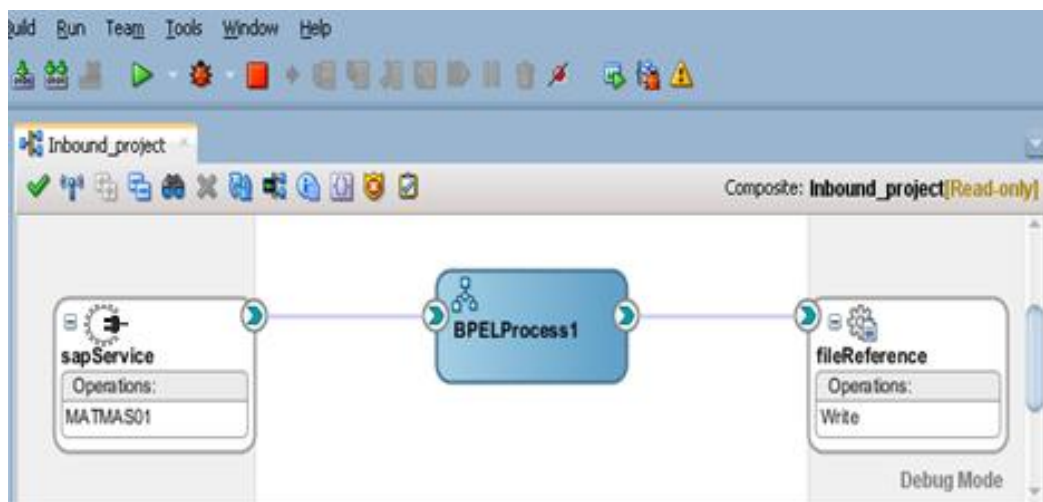 uild Run Team Tools Window Help
Inbound_project
Composite: Inbound_project[Read-only]
sapService
Operations:
MATMAS01
BPELProcess1
fileReference
Operations:
Write
Debug Mode